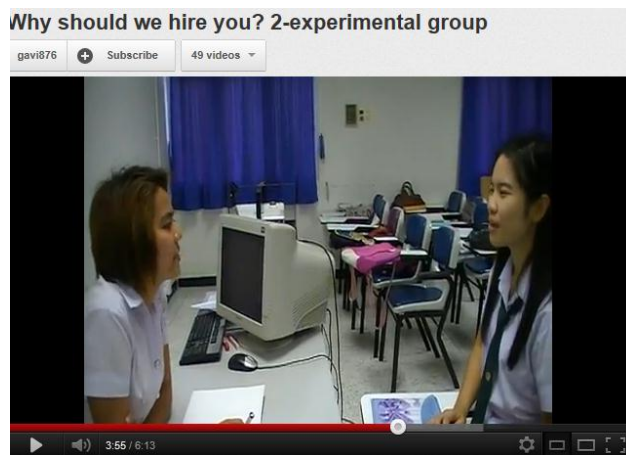 Why should we hire you? 2-experimental group
gavi876 Subscribe 49 videos
3:55 / 6:13